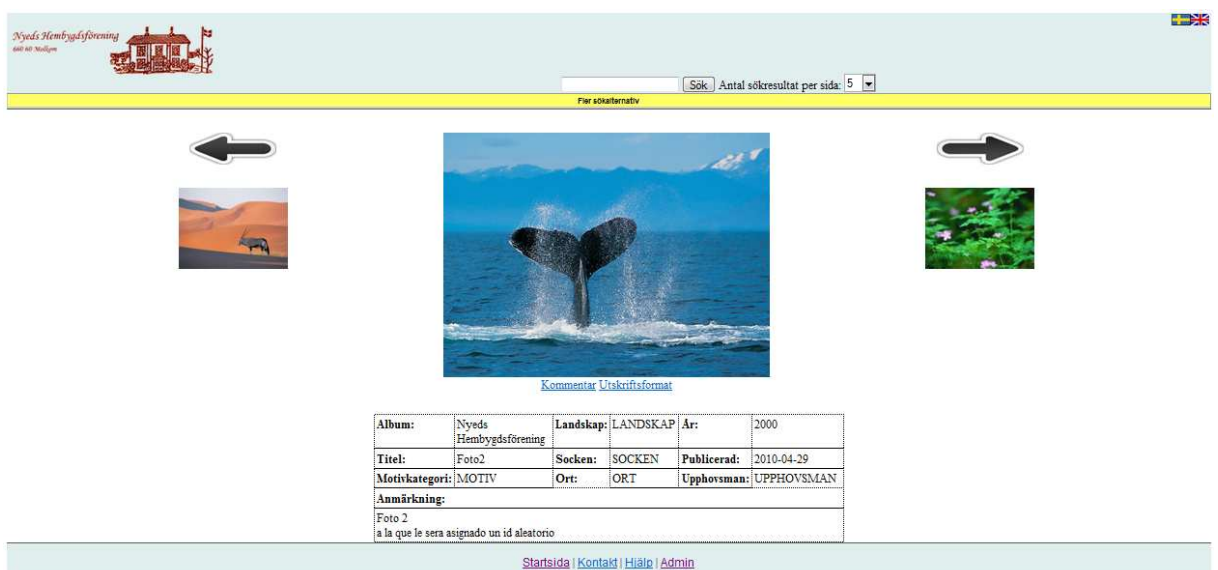 Nyeds Hembygdsförening
660 60 Molkom
Sök Antal sökresultat per sida: 5
Fler sökalternativ
Kommentar Utskriftsformat
Album: Nyeds Hembygdsförening Landskap: LANDSKAP År: 2000
Titel: Foto2 Socken: SOCKEN Publicerad: 2010-04-29
Motivkategori: MOTIV Ort: ORT Upphovsman: UPPHOVSMAN
Anmärkning:
Foto 2
a la que le sera asignado un id aleatorio
Startsida | Kontakt | Hjälp | Admin